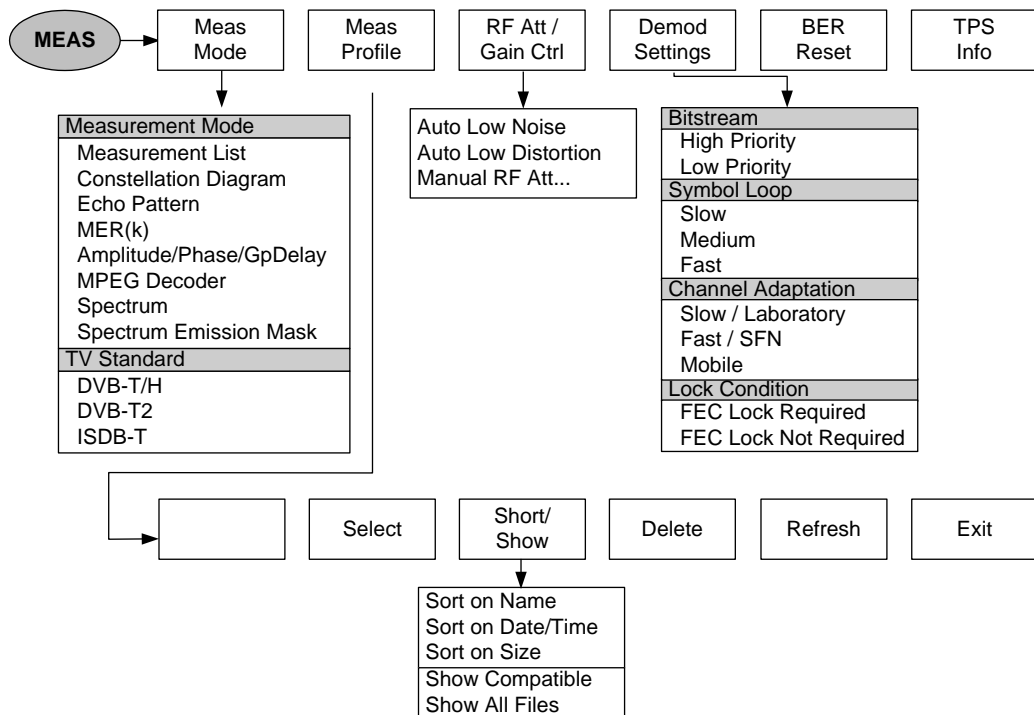 MEAS
Meas
Mode
Meas
Profile
RF Att /
Gain Ctrl
Demod
Settings
BER
Reset
TPS
Info
Measurement Mode
Measurement List
Constellation Diagram
Echo Pattern
MER(k)
Amplitude/Phase/GpDelay
MPEG Decoder
Spectrum
Spectrum Emission Mask
TV Standard
DVB-T/H
DVB-T2
ISDB-T
Auto Low Noise
Auto Low Distortion
Manual RF Att...
Bitstream
High Priority
Low Priority
Symbol Loop
Slow
Medium
Fast
Channel Adaptation
Slow / Laboratory
Fast / SFN
Mobile
Lock Condition
FEC Lock Required
FEC Lock Not Required
Select
Short/
Show
Delete
Refresh
Exit
Sort on Name
Sort on Date/Time
Sort on Size
Show Compatible
Show All Files